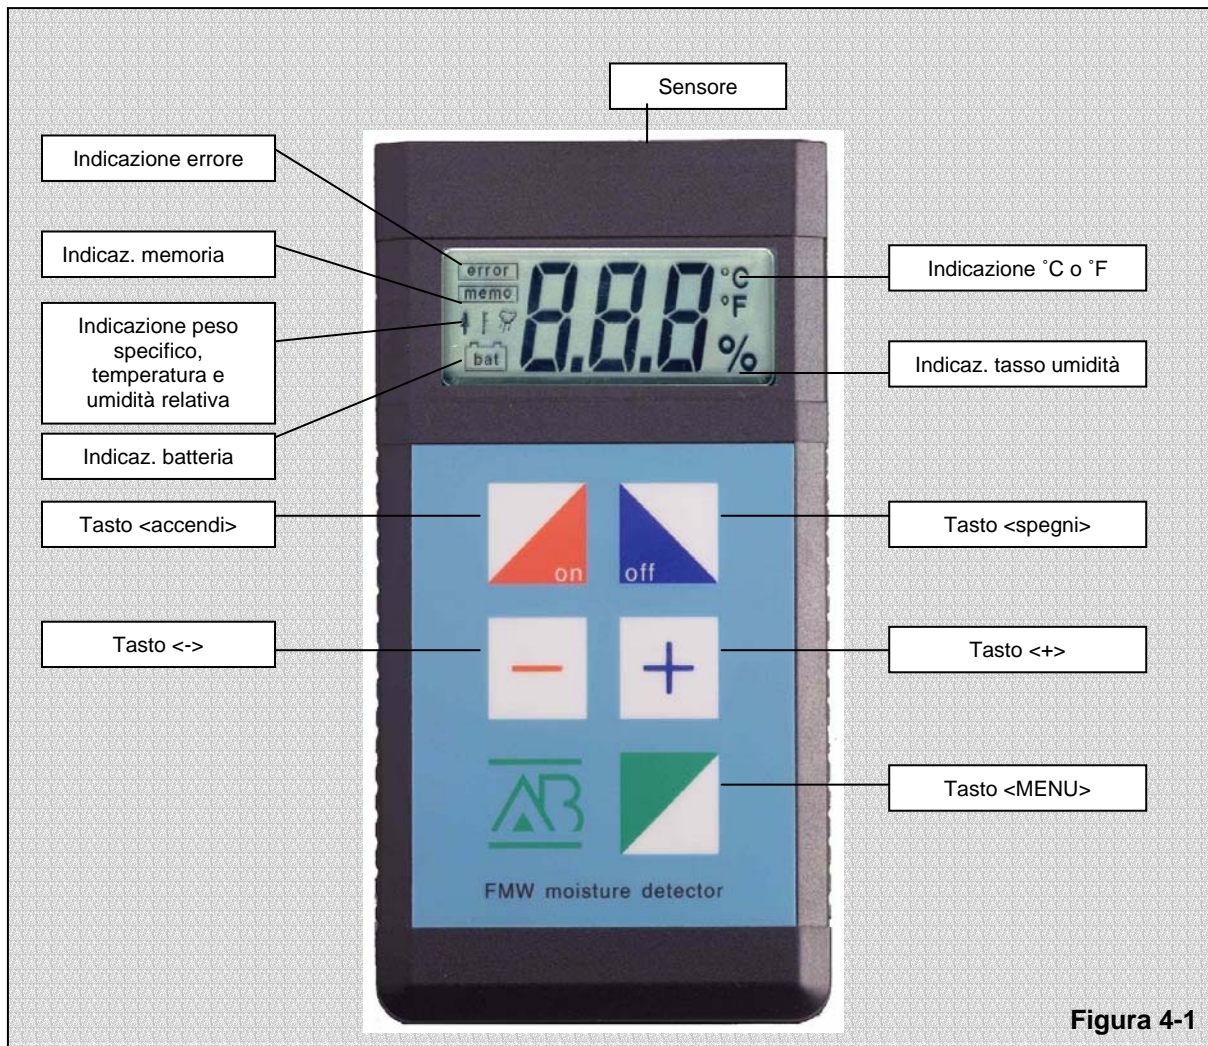 Sensore
Indicazione errore
Indicaz. memoria
Indicazione peso
specifico,
temperatura e
umidità relativa
Indicaz. batteria
Tasto <accendi>
Tasto <->
error
memo
bat
8.8.8
°C
°F
%
on
off
−
+
AB
FMW moisture detector
Indicazione ˚C o ˚F
Indicaz. tasso umidità
Tasto <spegni>
Tasto <+>
Tasto <MENU>
Figura 4-1